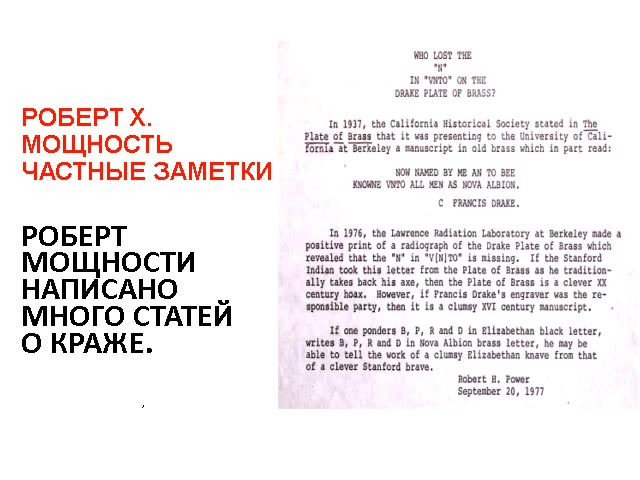 РОБЕРТ Х.
МОЩНОСТЬ
ЧАСТНЫЕ ЗАМЕТКИ
РОБЕРТ
МОЩНОСТИ
НАПИСАНО
МНОГО СТАТЕЙ
О КРАЖЕ.
,
WHO LOST THE
"N"
IN "VNTO" ON THE
DRAKE PLATE OF BRASS?
In 1937, the California Historical Society stated in The
Plate of Brass that it was presenting to the University of Cali-
fornia at Berkeley a manuscript in old brass which in part read:
NOW NAMED BY ME AN TO BEE
KNOWNE VNTO ALL MEN AS NOVA ALBION.
C FRANCIS DRAKE.
In 1976, the Lawrence Radiation Laboratory at Berkeley made a
positive print of a radiograph of the Drake Plate of Brass which
revealed that the "N" in "V[N]TO" is missing. If the Stanford
Indian took this letter from the Plate of Brass as he tradition-
ally takes back his axe, then the Plate of Brass is a clever XX
century hoax. However, if Francis Drake's engraver was the re-
sponsible party, then it is a clumsy XVI century manuscript.
If one ponders B, P, R and D in Elizabethan black letter,
writes B, P, R and D in Nova Albion brass letter, he may be
able to tell the work of a clumsy Elizabethan knave from that
of a clever Stanford brave.
Robert H. Power
September 20, 1977